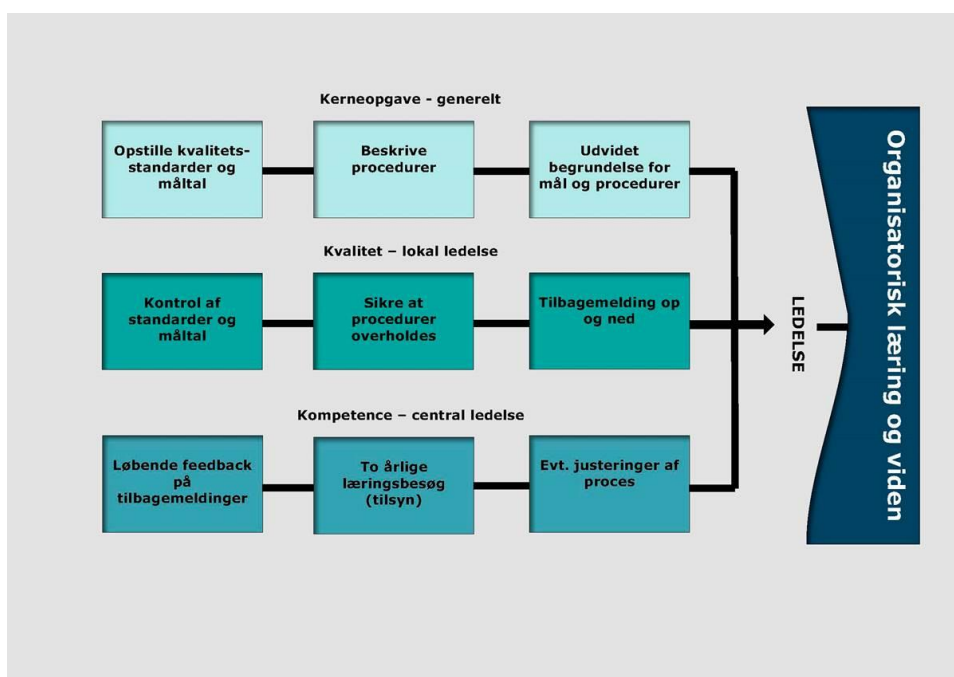 Kerneopgave - generelt
Opstille kvalitets-
standarder og
måltal
Beskrive
procedurer
Udvidet
begrundelse for
mål og procedurer
Kvalitet – lokal ledelse
Kontrol af
standarder og
måltal
Sikre at
procedurer
overholdes
Tilbagemelding op
og ned
Kompetence – central ledelse
Løbende feedback
på
tilbagemeldinger
To årlige
læringsbesøg
(tilsyn)
Evt. justeringer af
proces
LEDELSE
Organisatorisk læring og viden